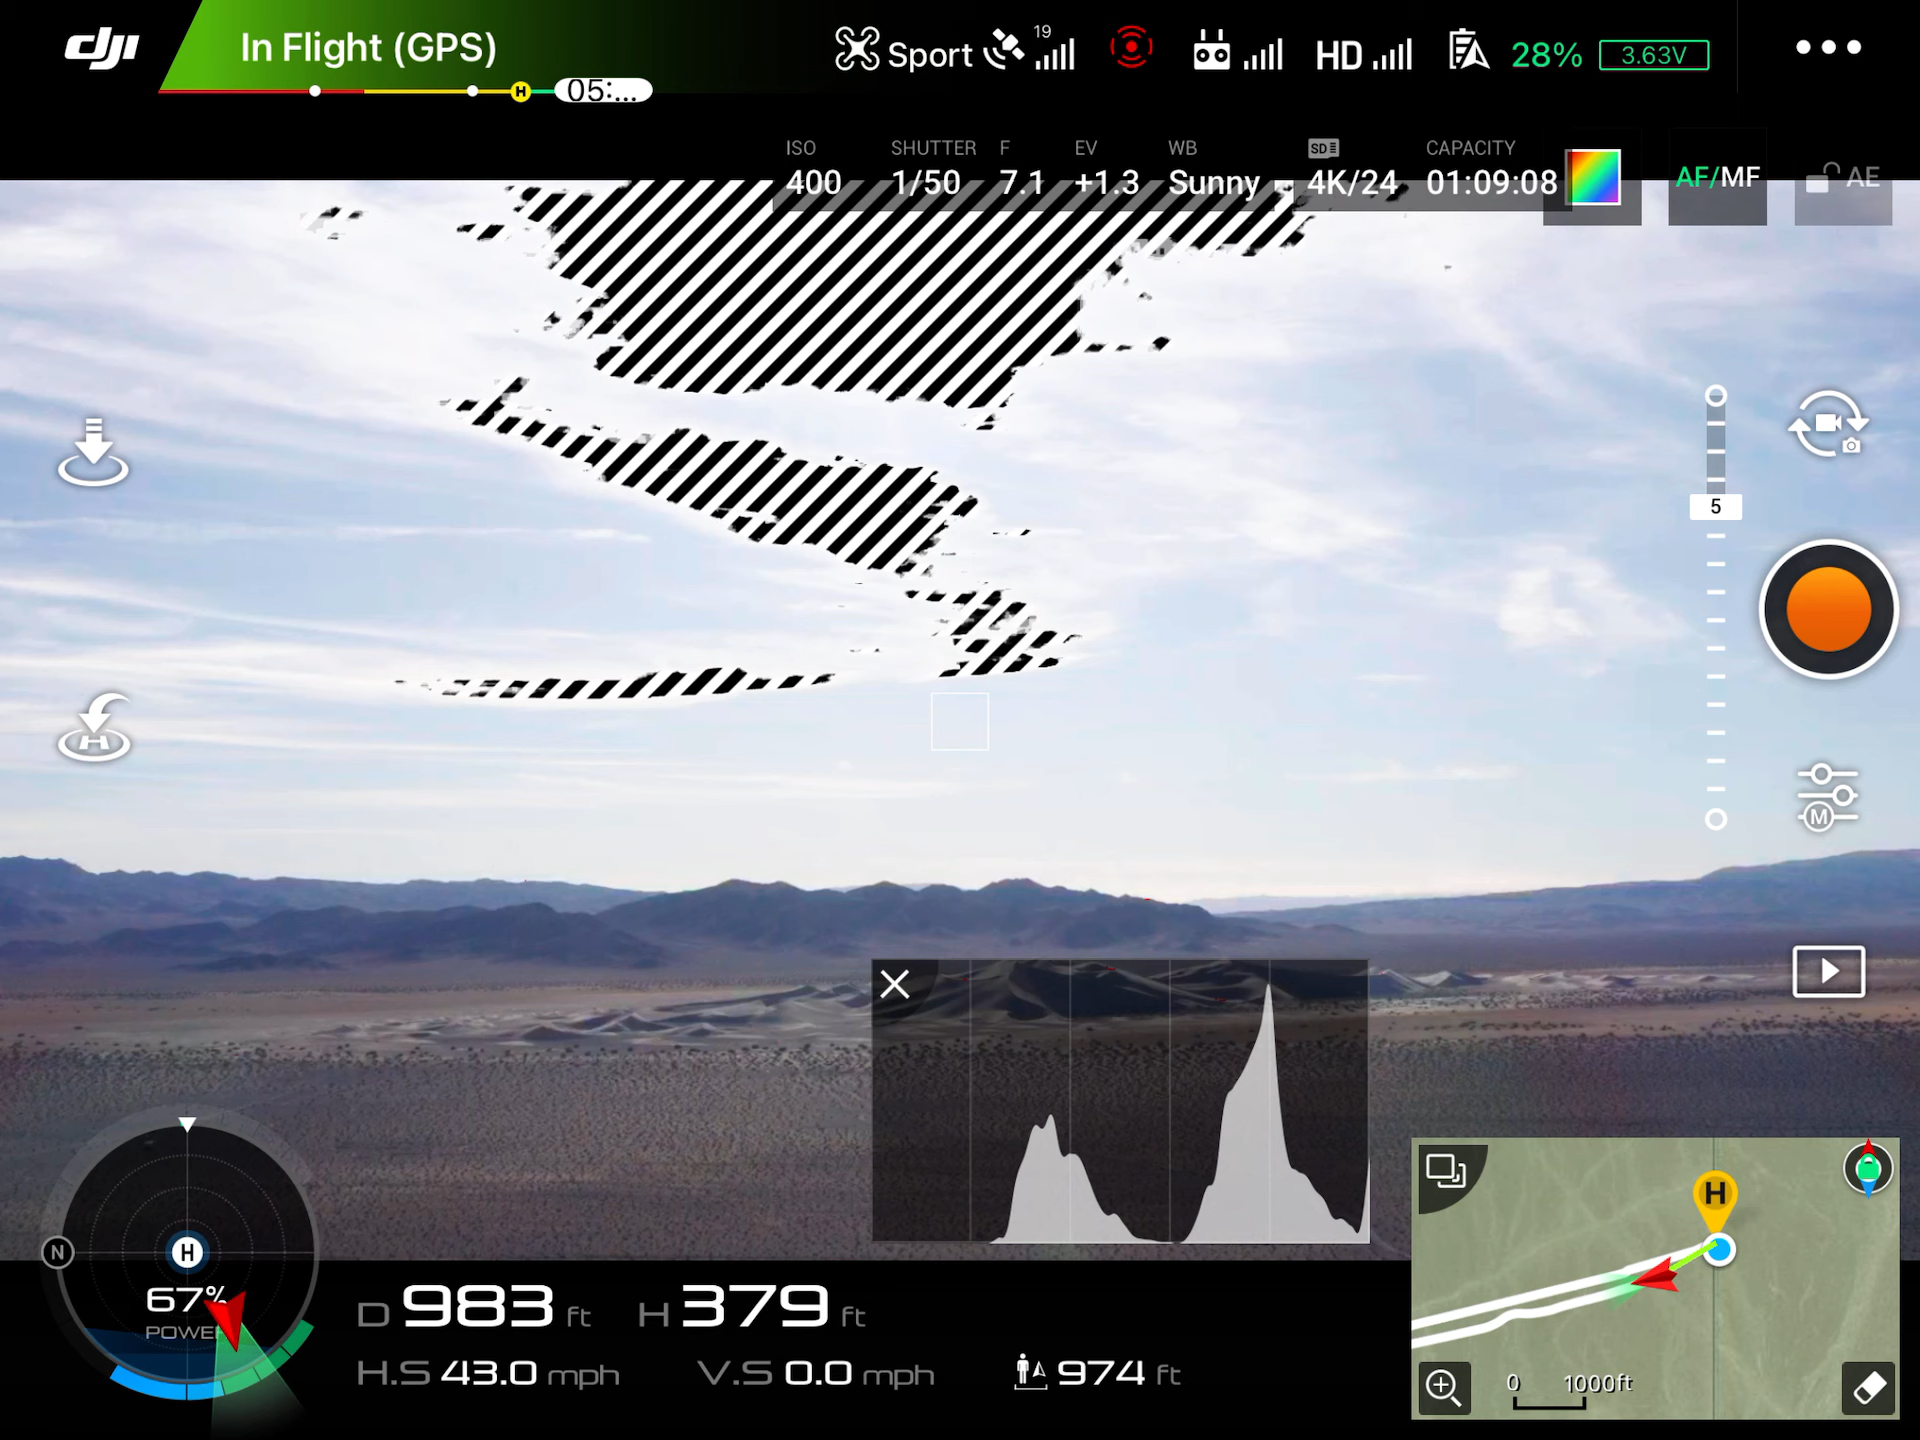 dji
In Flight (GPS)
05:...
Sport
19
HD
28%
3.63V
ISO
400
SHUTTER
1/50
F
7.1
EV
+1.3
WB
Sunny
SD
4K/24
CAPACITY
01:09:08
AF/MF
AE
5
M
H
H
N
H
67%
POWER
D 983 ft
H 379 ft
H.S 43.0 mph
V.S 0.0 mph
974 ft
H
0 1000ft